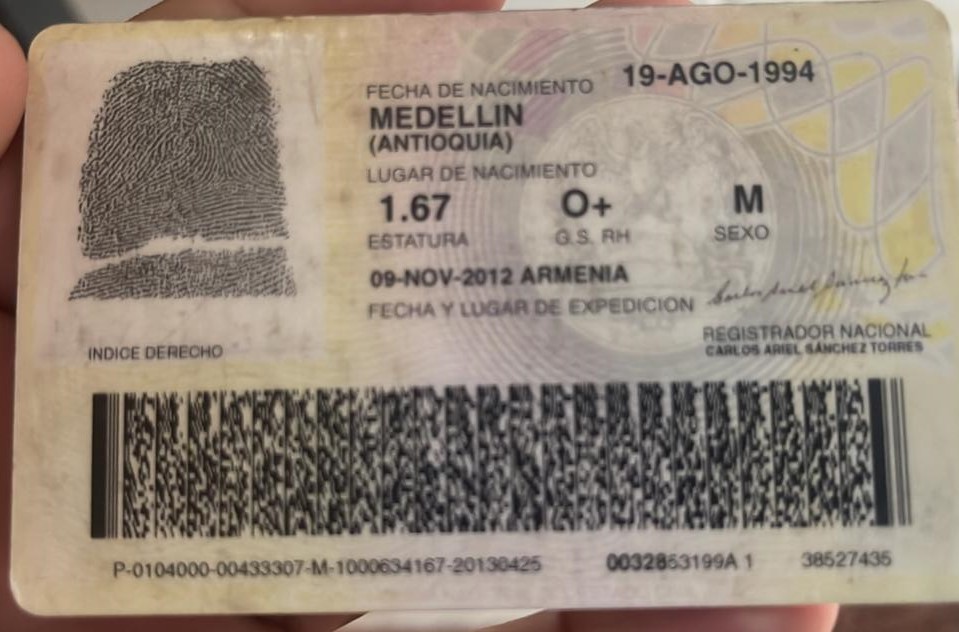 FECHA DE NACIMIENTO 19-AGO-1994
MEDELLIN
(ANTIOQUIA)
LUGAR DE NACIMIENTO
1.67 O+ M
ESTATURA G.S. RH SEXO
09-NOV-2012 ARMENIA
FECHA Y LUGAR DE EXPEDICION
INDICE DERECHO
REGISTRADOR NACIONAL
CARLOS ARIEL SÁNCHEZ TORRES
P-0104000-00433307-M-1000634167-20130425 0032853199A 1 38527435